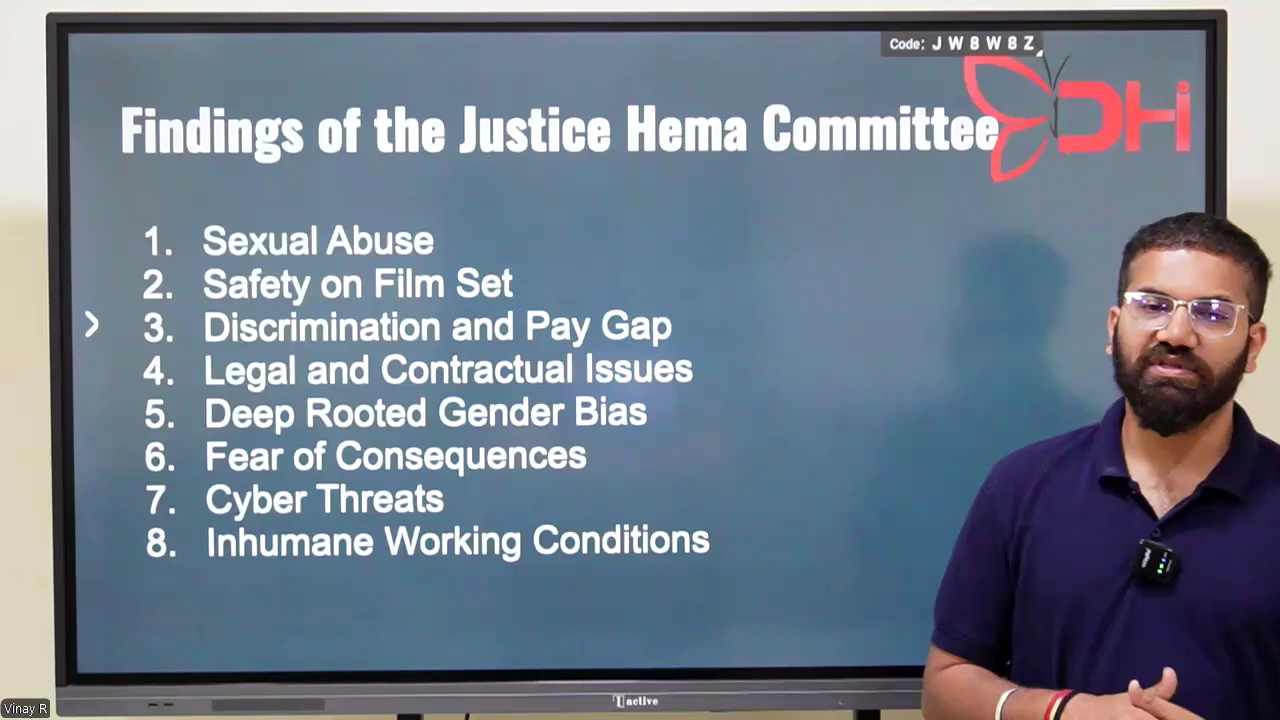 Code: J W 8 W 8 Z
DHi
Findings of the Justice Hema Committee
1. Sexual Abuse
2. Safety on Film Set
3. Discrimination and Pay Gap
4. Legal and Contractual Issues
5. Deep Rooted Gender Bias
6. Fear of Consequences
7. Cyber Threats
8. Inhumane Working Conditions
active
Vinay R